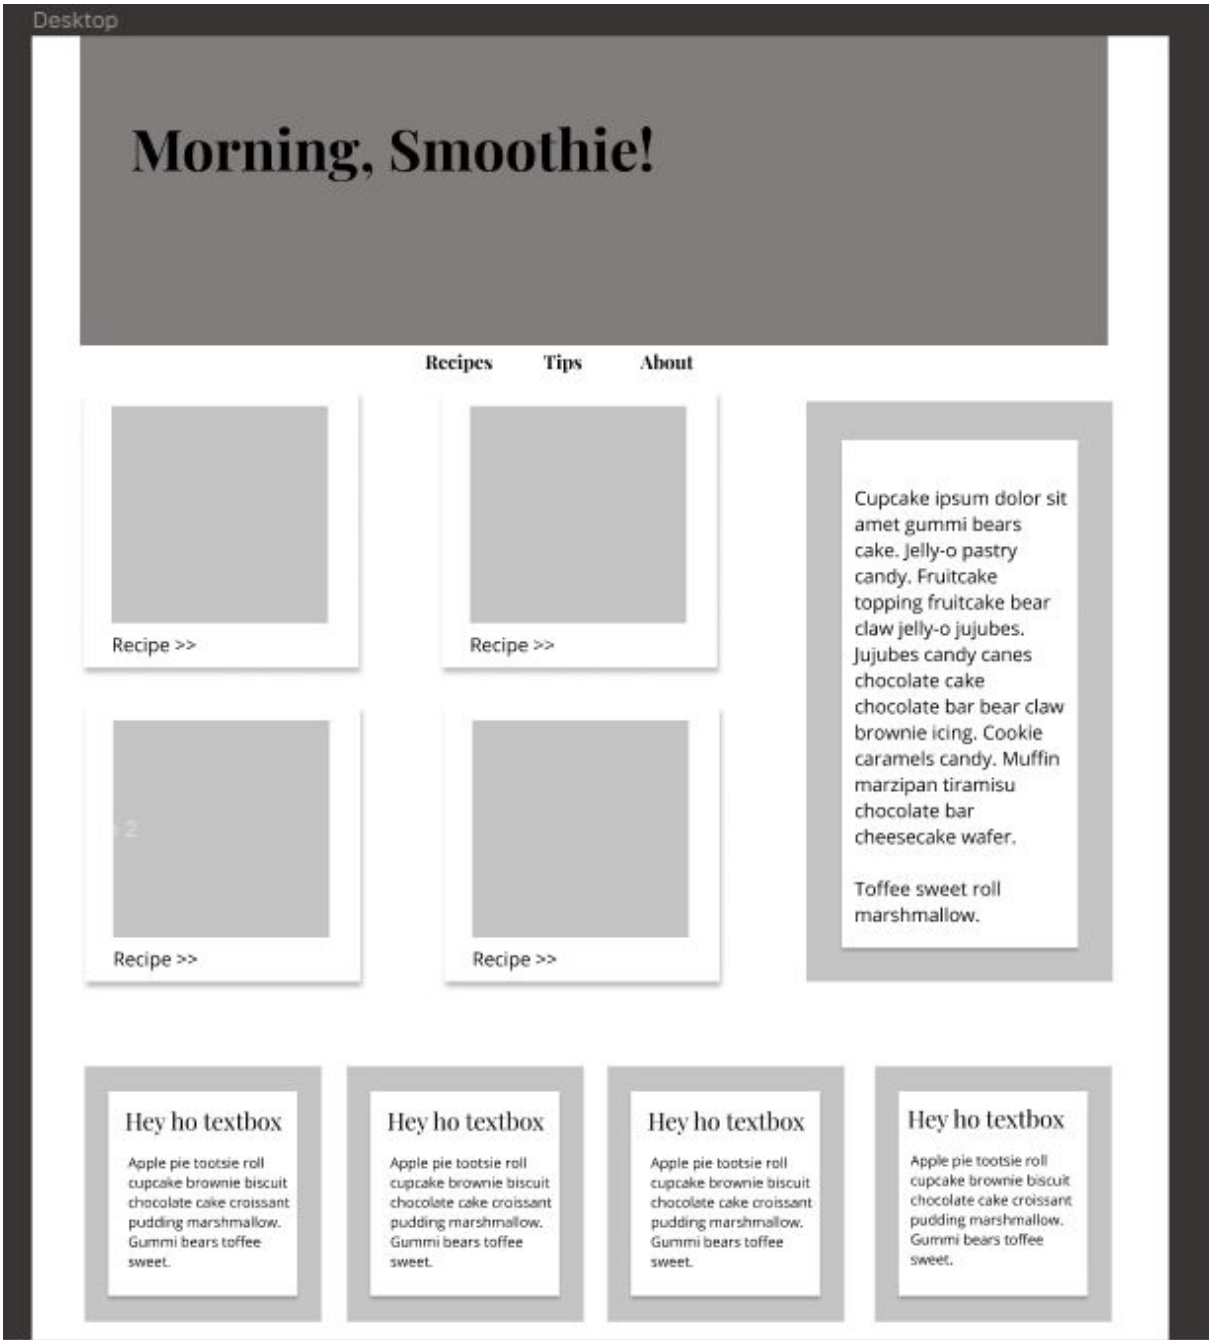 Desktop
Morning, Smoothie!
Recipes Tips About
Recipe >>
Recipe >>
2
Recipe >>
Recipe >>
Cupcake ipsum dolor sit
amet gummi bears
cake. Jelly-o pastry
candy. Fruitcake
topping fruitcake bear
claw jelly-o jujubes.
Jujubes candy canes
chocolate cake
chocolate bar bear claw
brownie icing. Cookie
caramels candy. Muffin
marzipan tiramisu
chocolate bar
cheesecake wafer.
Toffee sweet roll
marshmallow.
Hey ho textbox
Apple pie tootsie roll
cupcake brownie biscuit
chocolate cake croissant
pudding marshmallow.
Gummi bears toffee
sweet.
Hey ho textbox
Apple pie tootsie roll
cupcake brownie biscuit
chocolate cake croissant
pudding marshmallow.
Gummi bears toffee
sweet.
Hey ho textbox
Apple pie tootsie roll
cupcake brownie biscuit
chocolate cake croissant
pudding marshmallow.
Gummi bears toffee
sweet.
Hey ho textbox
Apple pie tootsie roll
cupcake brownie biscuit
chocolate cake croissant
pudding marshmallow.
Gummi bears toffee
sweet.